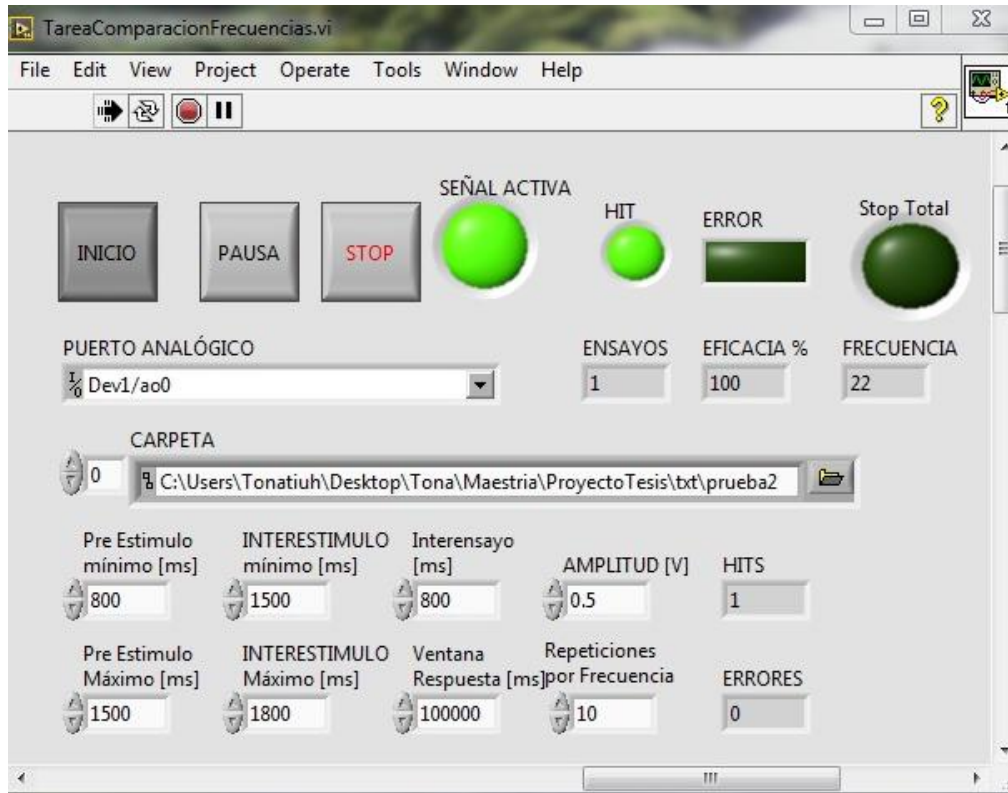 TareaComparacionFrecuencias.vi
File Edit View Project Operate Tools Window Help
SEÑAL ACTIVA
HIT
ERROR
Stop Total
INICIO
PAUSA
STOP
PUERTO ANALÓGICO
ENSAYOS
EFICACIA %
FRECUENCIA
Dev1/ao0
1
100
22
CARPETA
0
C:\Users\Tonatiuh\Desktop\Tona\Maestria\ProyectoTesis\txt\prueba2
Pre Estimulo
mínimo [ms]
INTERESTIMULO
mínimo [ms]
Interensayo
[ms]
AMPLITUD [V]
HITS
800
1500
800
0.5
1
Pre Estimulo
Máximo [ms]
INTERESTIMULO
Máximo [ms]
Ventana
Respuesta [ms]
Repeticiones
por Frecuencia
ERRORES
1500
1800
100000
10
0